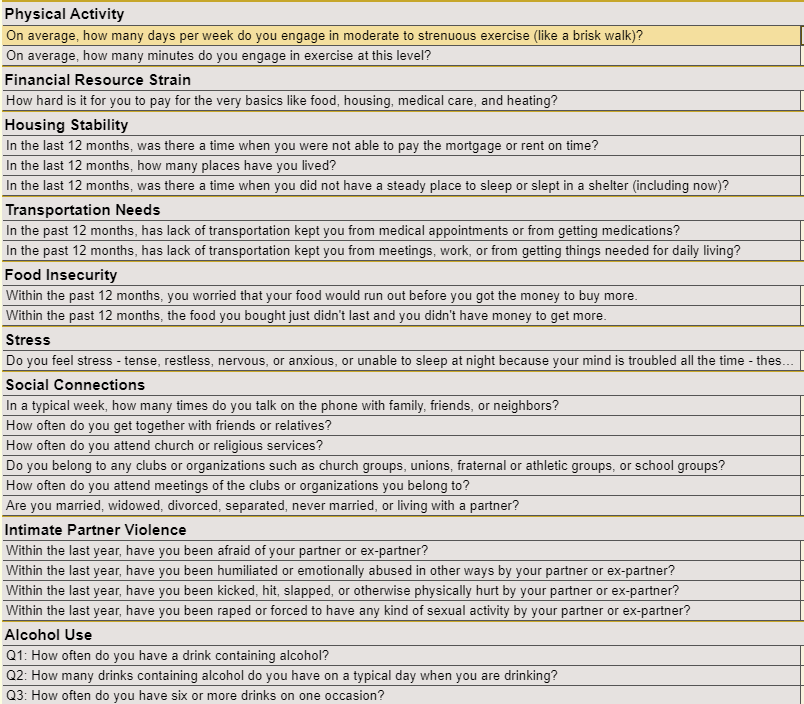 Physical Activity
On average, how many days per week do you engage in moderate to strenuous exercise (like a brisk walk)?
On average, how many minutes do you engage in exercise at this level?
Financial Resource Strain
How hard is it for you to pay for the very basics like food, housing, medical care, and heating?
Housing Stability
In the last 12 months, was there a time when you were not able to pay the mortgage or rent on time?
In the last 12 months, how many places have you lived?
In the last 12 months, was there a time when you did not have a steady place to sleep or slept in a shelter (including now)?
Transportation Needs
In the past 12 months, has lack of transportation kept you from medical appointments or from getting medications?
In the past 12 months, has lack of transportation kept you from meetings, work, or from getting things needed for daily living?
Food Insecurity
Within the past 12 months, you worried that your food would run out before you got the money to buy more.
Within the past 12 months, the food you bought just didn't last and you didn't have money to get more.
Stress
Do you feel stress - tense, restless, nervous, or anxious, or unable to sleep at night because your mind is troubled all the time - thes...
Social Connections
In a typical week, how many times do you talk on the phone with family, friends, or neighbors?
How often do you get together with friends or relatives?
How often do you attend church or religious services?
Do you belong to any clubs or organizations such as church groups, unions, fraternal or athletic groups, or school groups?
How often do you attend meetings of the clubs or organizations you belong to?
Are you married, widowed, divorced, separated, never married, or living with a partner?
Intimate Partner Violence
Within the last year, have you been afraid of your partner or ex-partner?
Within the last year, have you been humiliated or emotionally abused in other ways by your partner or ex-partner?
Within the last year, have you been kicked, hit, slapped, or otherwise physically hurt by your partner or ex-partner?
Within the last year, have you been raped or forced to have any kind of sexual activity by your partner or ex-partner?
Alcohol Use
Q1: How often do you have a drink containing alcohol?
Q2: How many drinks containing alcohol do you have on a typical day when you are drinking?
Q3: How often do you have six or more drinks on one occasion?